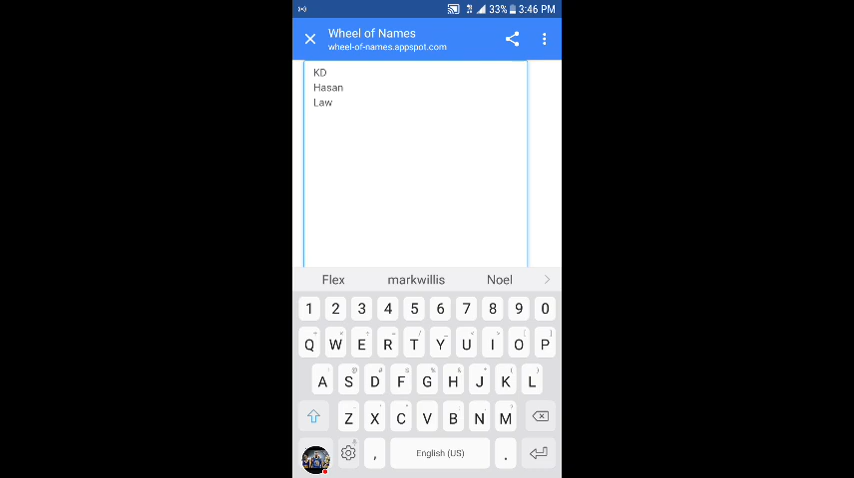 33% 3:46 PM
Wheel of Names
wheel-of-names.appspot.com
KD
Hasan
Law
Flex markwillis Noel
1 2 3 4 5 6 7 8 9 0
Q W E R T Y U I O P
A S D F G H J K L
Z X C V B N M
, English (US) .